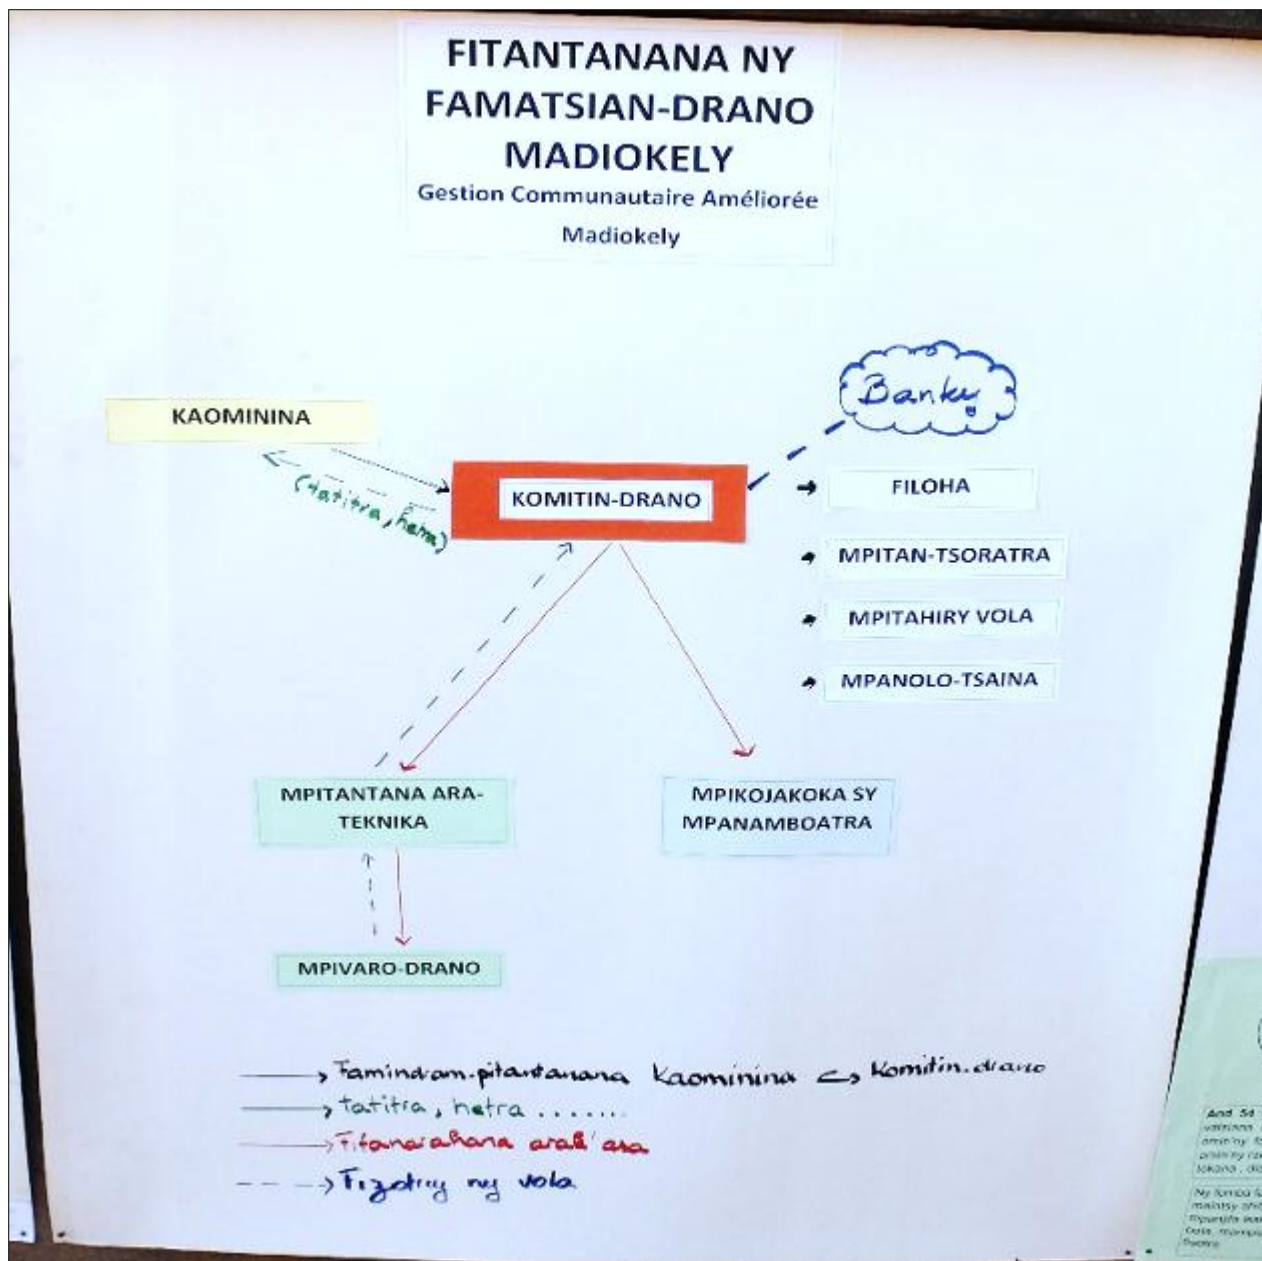 FITANTANANA NY
FAMATSIAN-DRANO
MADIOKELY
Gestion Communautaire Améliorée
Madiokely
Banky
KAOMININA
(tatitra, hetra)
KOMITIN-DRANO
FILOHA
MPITAN-TSORATRA
MPITAHIRY VOLA
MPANOLO-TSAINA
MPITANTANA ARA-
TEKNIKA
MPIKOJAKOKA SY
MPANAMBOATRA
MPIVARO-DRANO
Famindram-pitantanana Kaominina Komitin-drano
tatitra, hetra .......
Fifanarahana arak'asa
Fizotry ny vola